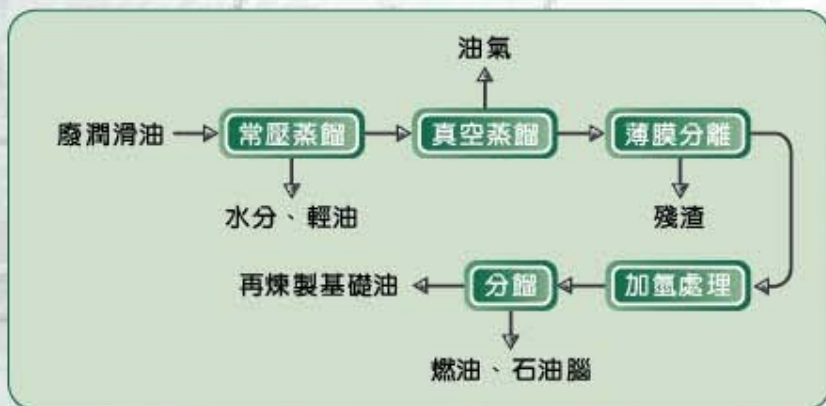 油氣
廢潤滑油
常壓蒸餾
真空蒸餾
薄膜分離
水分、輕油
殘渣
加氫處理
分餾
再煉製基礎油
燃油、石油腦